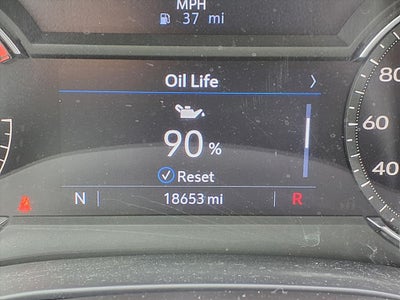 MPH
37 mi
Oil Life
90 %
Reset
N 18653 mi R
80
60
40